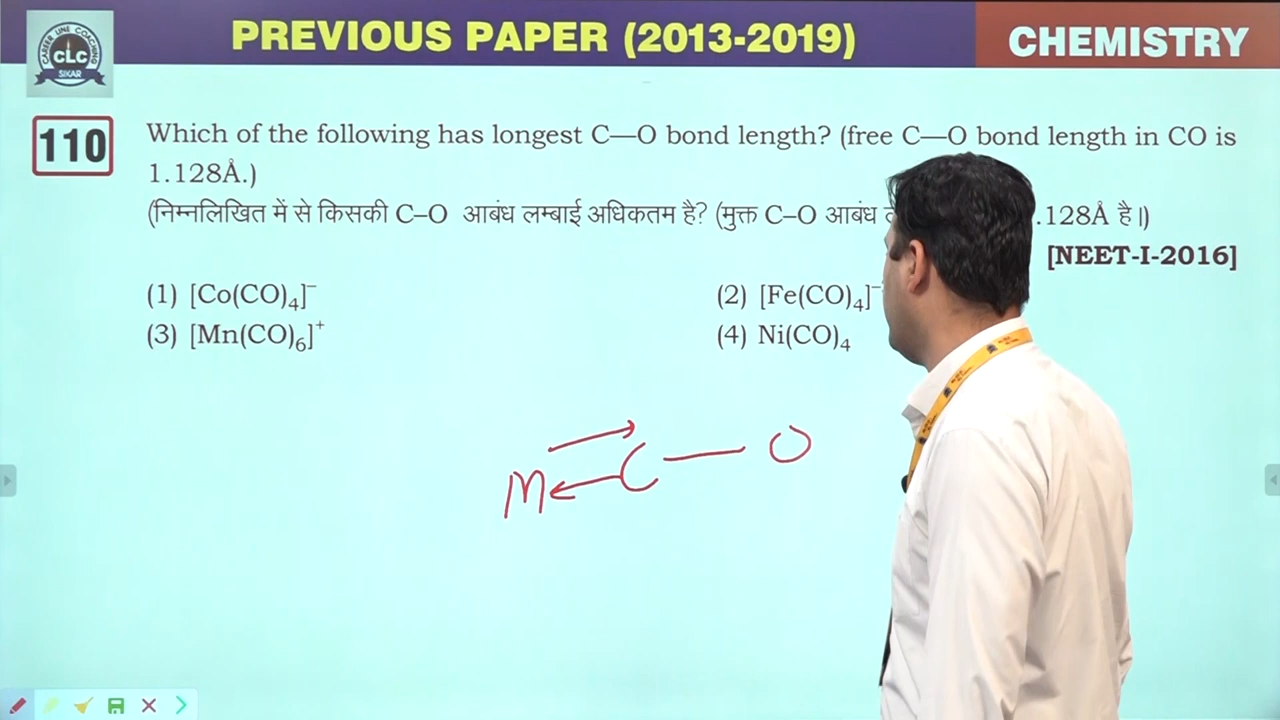 CAREER LINE COACHING
CLC
SIKAR
PREVIOUS PAPER (2013-2019)
CHEMISTRY
110
Which of the following has longest C—O bond length? (free C—O bond length in CO is
1.128Å.)
(निम्नलिखित में से किसकी C–O आबंध लम्बाई अधिकतम है? (मुक्त C–O आबंध .128Å है।)
[NEET-I-2016]
(1) [Co(CO)₄]⁻
(2) [Fe(CO)₄]⁻
(3) [Mn(CO)₆]⁺
(4) Ni(CO)₄
M C — O